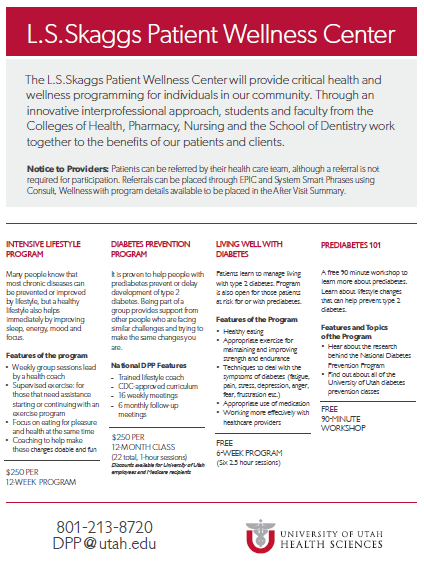 L.S.Skaggs Patient Wellness Center
The L.S.Skaggs Patient Wellness Center will provide critical health and
wellness programming for individuals in our community. Through an
innovative interprofessional approach, students and faculty from the
Colleges of Health, Pharmacy, Nursing and the School of Dentistry work
together to the benefits of our patients and clients.
Notice to Providers: Patients can be referred by their health care team, although a referral is not
required for participation. Referrals can be placed through EPIC and System Smart Phrases using
Consult, Wellness with program details available to be placed in the After Visit Summary.
INTENSIVE LIFESTYLE
PROGRAM
Many people know that
most chronic diseases can
be prevented or improved
by lifestyle, but a healthy
lifestyle also helps
immediately by improving
sleep, energy, mood and
focus.
Features of the program
• Weekly group sessions lead
by a health coach
• Supervised exercise: for
those that need assistance
starting or continuing with an
exercise program
• Focus on eating for pleasure
and health at the same time
• Coaching to help make
these changes doable and fun
$250 PER
12-WEEK PROGRAM
DIABETES PREVENTION
PROGRAM
It is proven to help people with
prediabetes prevent or delay
development of type 2
diabetes. Being part of a
group provides support from
other people who are facing
similar challenges and trying to
make the same changes you
are.
National DPP Features
- Trained lifestyle coach
- CDC approved curriculum
- 16 weekly meetings
- 6 monthly follow up
meetings
$250 PER
12-MONTH CLASS
(22 total, 1-hour sessions)
Discounts available for University of Utah
employees and Medicare recipients
LIVING WELL WITH
DIABETES
Patients learn to manage living
with type 2 diabetes. Program
is also open for those patients
at risk for or with prediabetes.
Features of the Program
• Healthy eating
• Appropriate exercise for
maintaining and improving
strength and endurance
• Techniques to deal with the
symptoms of diabetes (fatigue,
pain, stress, depression, anger,
fear, frustration etc.)
• Appropriate use of medication
• Working more effectively with
healthcare providers
FREE
6-WEEK PROGRAM
(Six 2.5 hour sessions)
PREDIABETES 101
A free 90 minute workshop to
learn more about prediabetes.
Learn about lifestyle changes
that can help prevent type 2
diabetes.
Features and Topics
of the Program
• Hear about the research
behind the National Diabetes
Prevention Program
• Find out about all of the
University of Utah diabetes
prevention classes
FREE
90-MINUTE
WORKSHOP
801-213-8720
DPP@utah.edu
UNIVERSITY OF UTAH
HEALTH SCIENCES